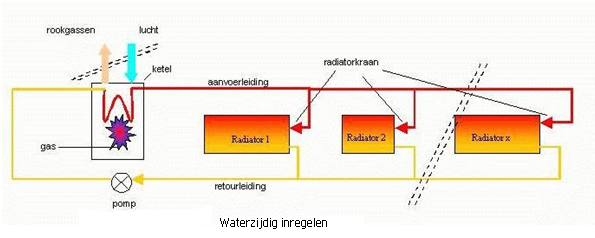 rookgassen
lucht
ketel
aanvoerleiding
radiatorkraan
gas
Radiator 1
Radiator 2
Radiator x
retourleiding
pomp
Waterzijdig inregelen